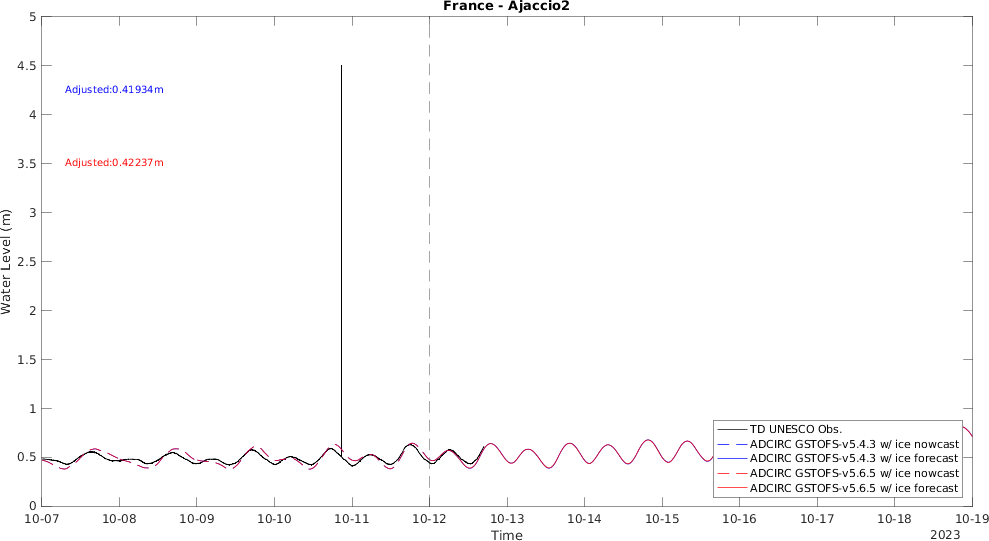 France - Ajaccio2
5
4.5
4
3.5
3
2.5
2
1.5
1
0.5
0
Water Level (m)
Adjusted:0.41934m
Adjusted:0.42237m
TD UNESCO Obs.
ADCIRC GSTOFS-v5.4.3 w/ ice nowcast
ADCIRC GSTOFS-v5.4.3 w/ ice forecast
ADCIRC GSTOFS-v5.6.5 w/ ice nowcast
ADCIRC GSTOFS-v5.6.5 w/ ice forecast
10-07 10-08 10-09 10-10 10-11 10-12 10-13 10-14 10-15 10-16 10-17 10-18 10-19
Time
2023